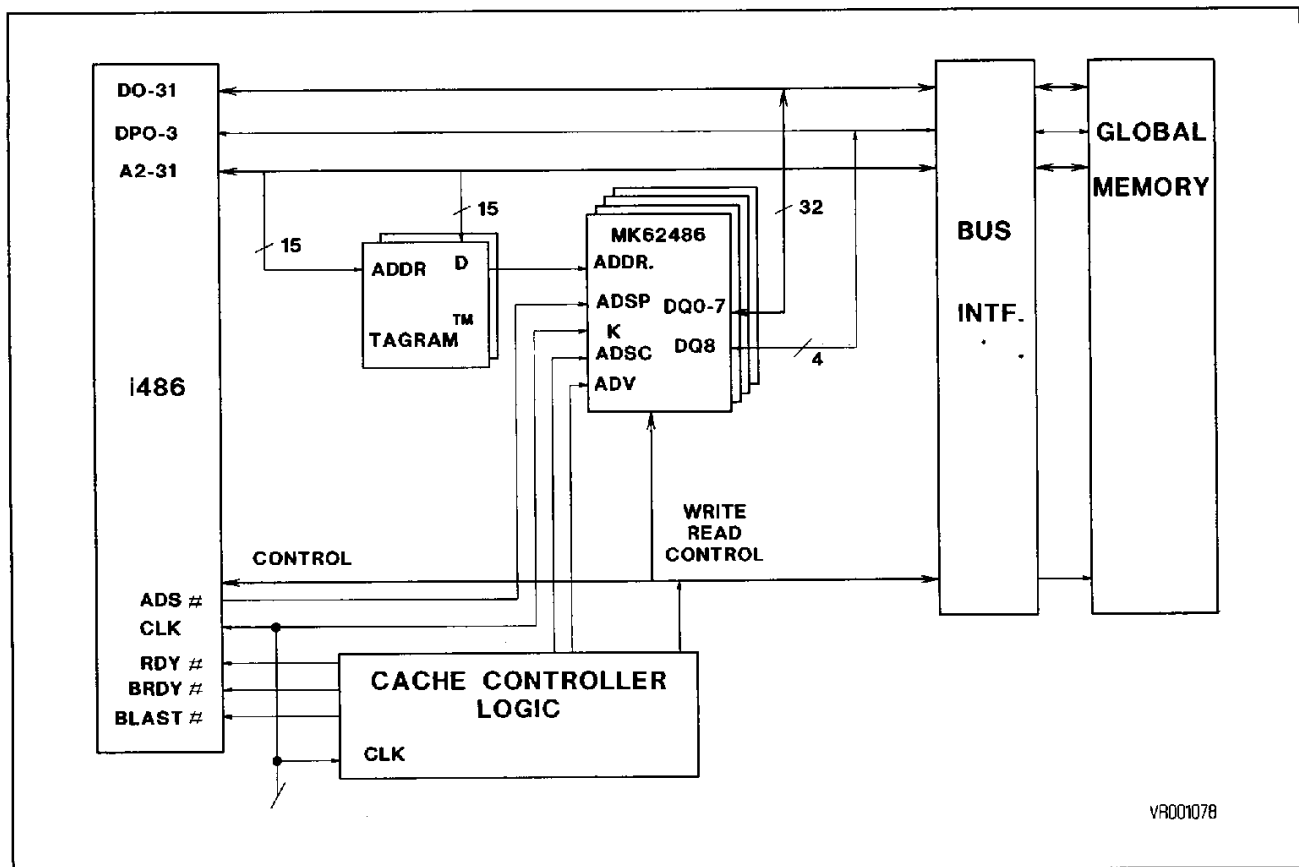 DO-31
DPO-3
A2-31
i486
CONTROL
ADS #
CLK
RDY #
BRDY #
BLAST #
15
15
ADDR
D
TAGRAM™
MK62486
ADDR.
ADSP
K
ADSC
ADV
DQ0-7
DQ8
32
4
WRITE
READ
CONTROL
CACHE CONTROLLER
LOGIC
CLK
BUS
INTF.
GLOBAL
MEMORY
VR001078